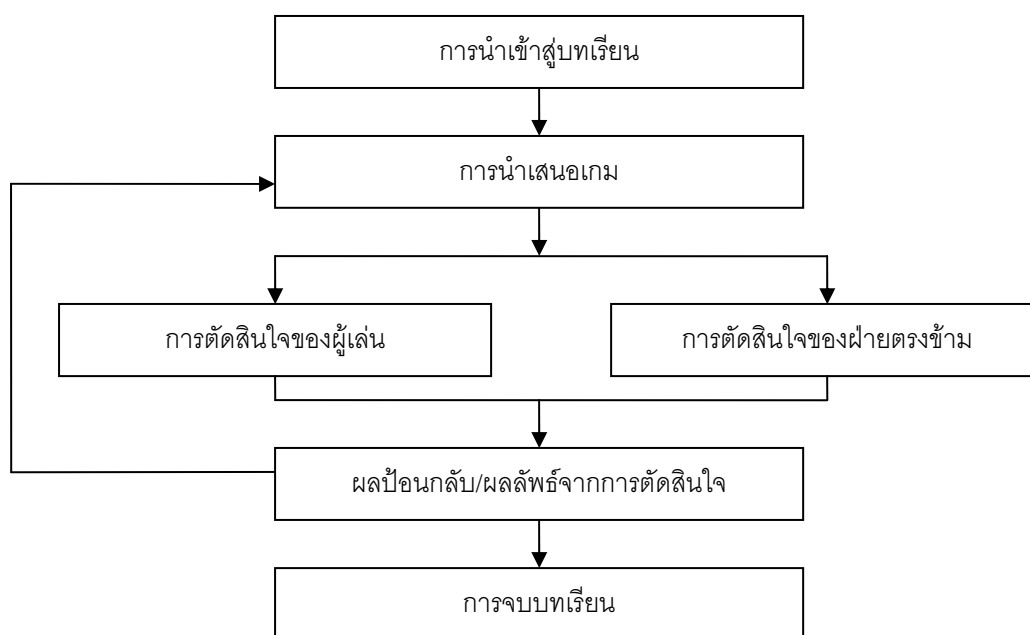 การนำเข้าสู่บทเรียน
การนำเสนอเกม
การตัดสินใจของผู้เล่น
การตัดสินใจของฝ่ายตรงข้าม
ผลป้อนกลับ/ผลลัพธ์จากการตัดสินใจ
การจบบทเรียน